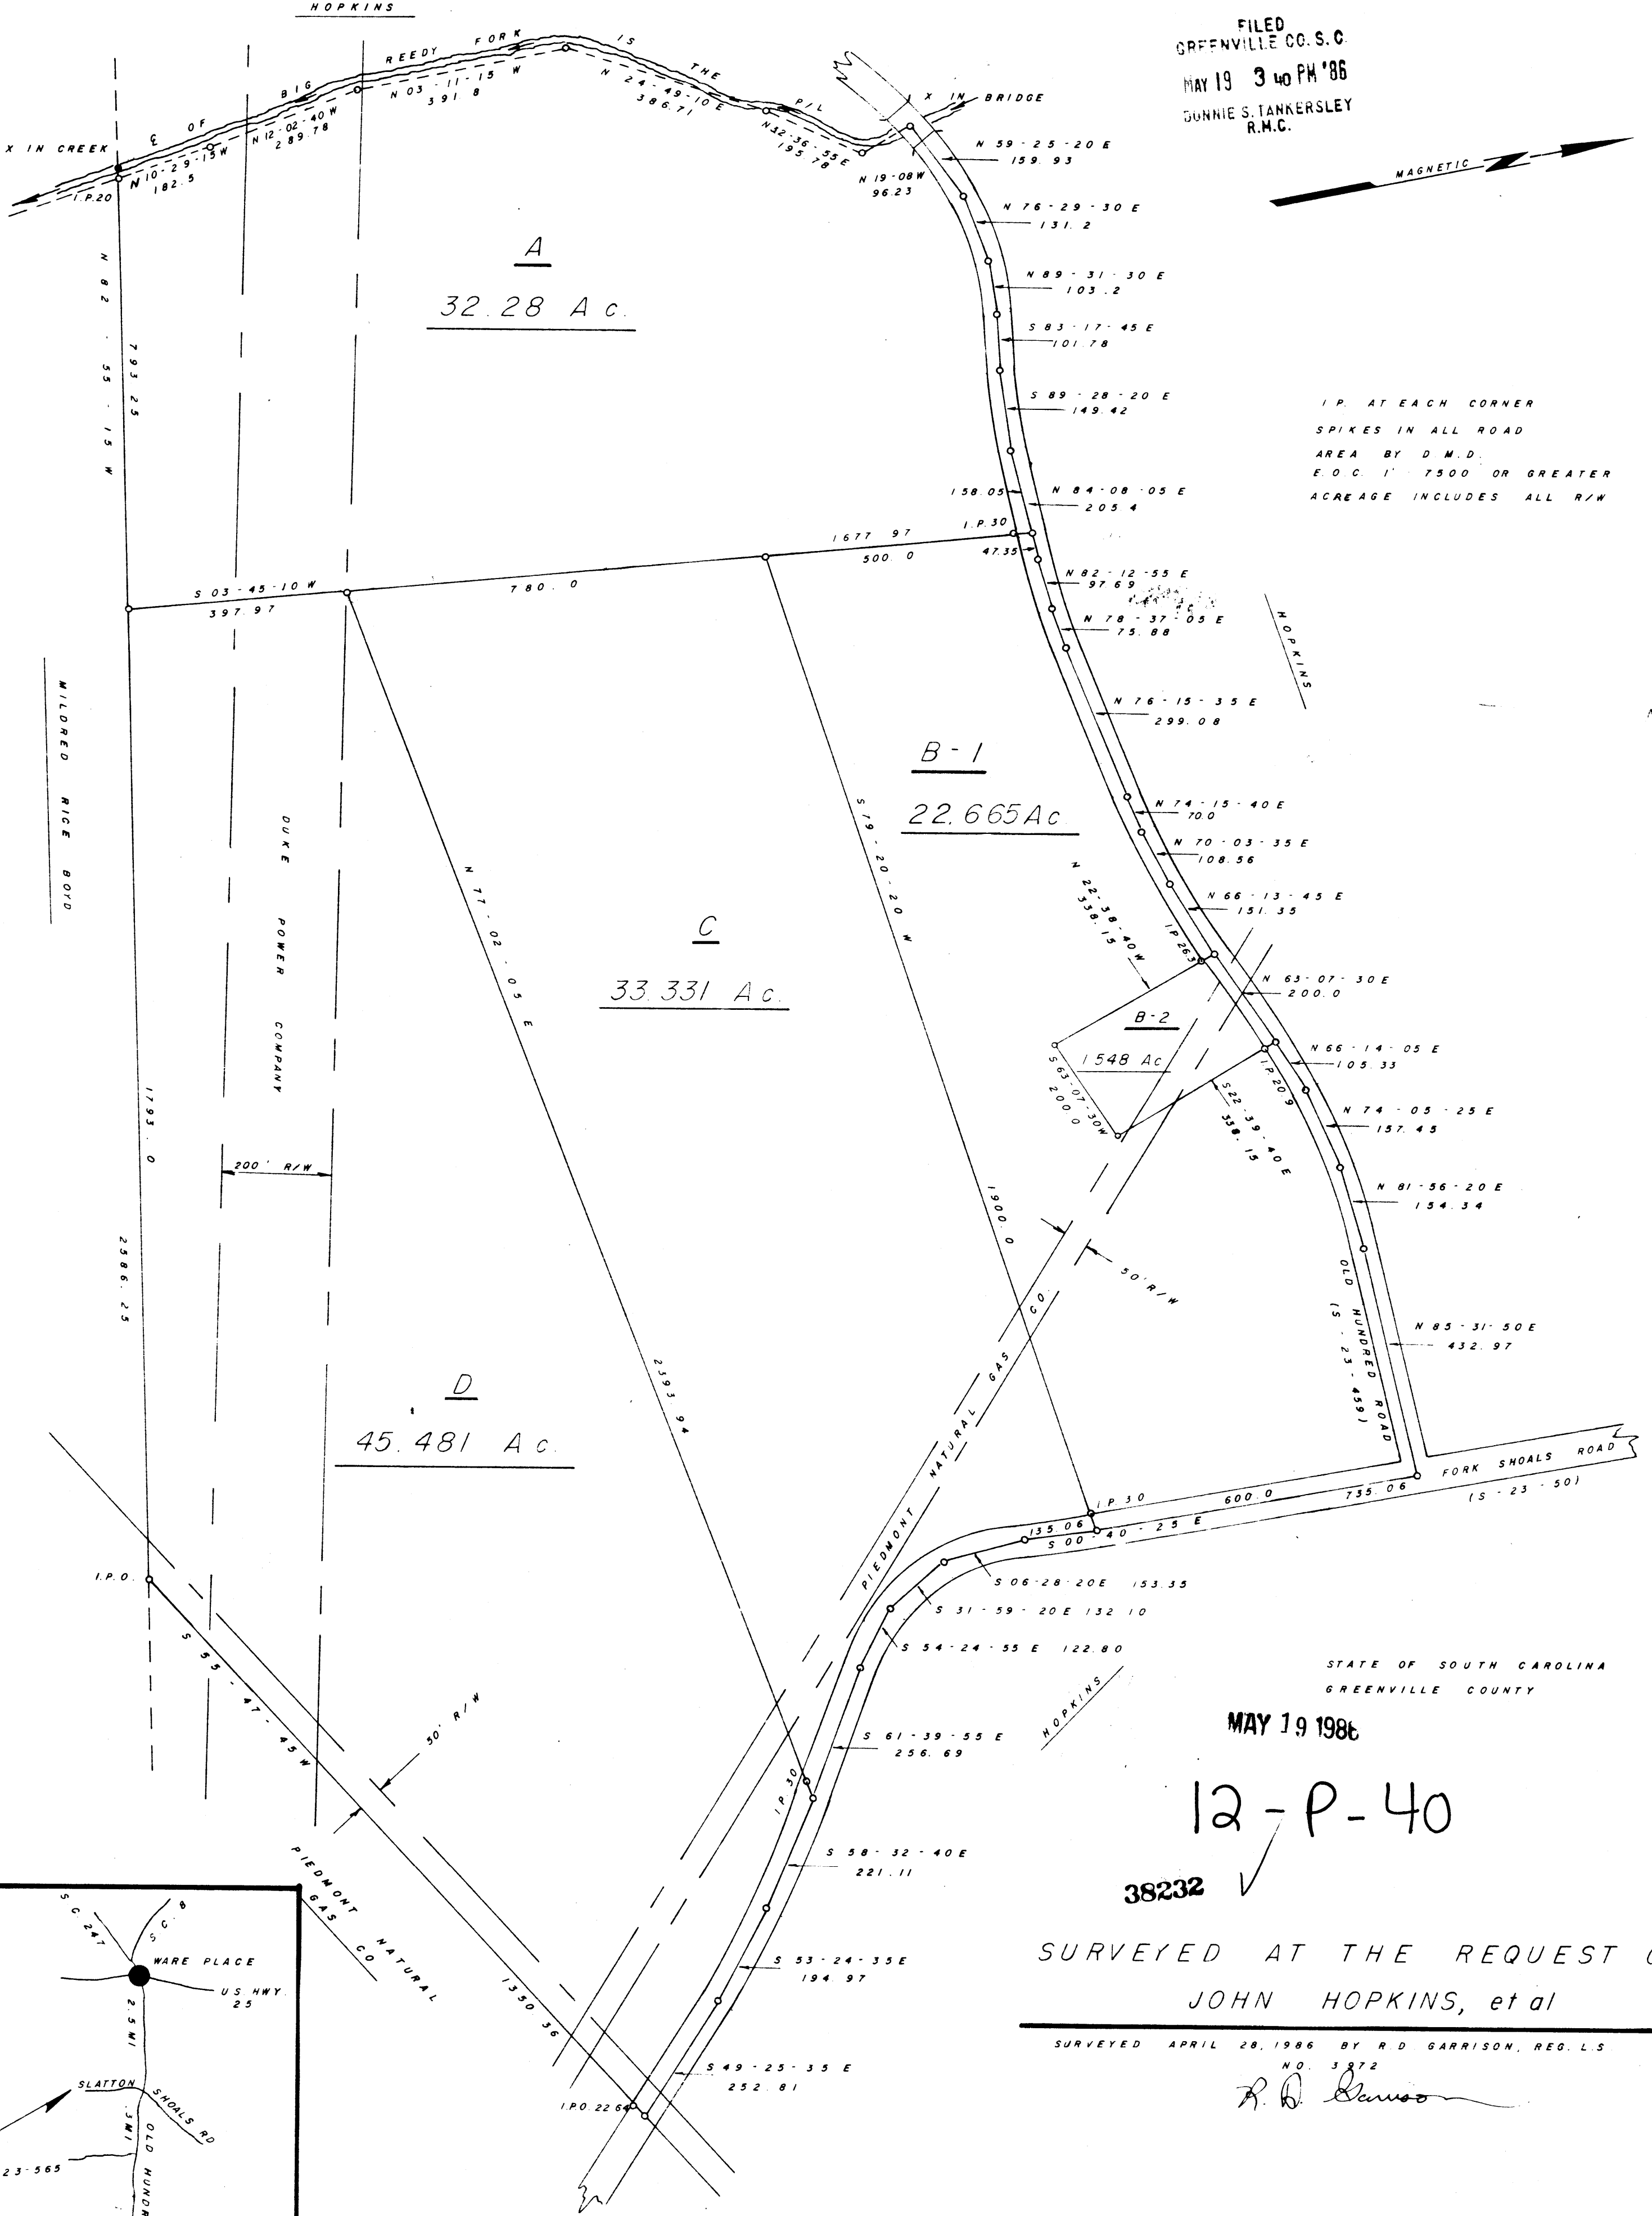 HOPKINS
FILED
GREENVILLE CO. S. C.
MAY 19 3 40 PM '86
DONNIE S. TANKERSLEY
R.M.C.
MAGNETIC
X IN CREEK
℄ OF BIG REEDY FORK IS THE P/L
X IN BRIDGE
I.P.20
N 10-29-15 W
182.5
N 12-02-40 W
289.78
N 03-11-15 W
391.8
N 24-49-10 E
386.71
N 32-36-55 E
195.78
N 19-08 W
96.23
N 59-25-20 E
159.93
N 76-29-30 E
131.2
N 89-31-30 E
103.2
S 83-17-45 E
101.78
S 89-28-20 E
149.42
158.05
N 84-08-05 E
205.4
I.P. AT EACH CORNER
SPIKES IN ALL ROAD
AREA BY D.M.D.
E.O.C. 1' 7500 OR GREATER
ACREAGE INCLUDES ALL R/W
A
32.28 Ac.
N 82-55-15 W
793.25
I.P.30
1677.97
500.0
47.35
780.0
S 03-45-10 W
397.97
N 82-12-55 E
97.69
N 78-37-05 E
75.88
HOPKINS
N 76-15-35 E
299.08
MILDRED RICE BOYD
DUKE POWER COMPANY
B-1
22.665 Ac.
S 19-20-20 W
N 74-15-40 E
70.0
N 70-03-35 E
108.56
N 66-13-45 E
151.35
N 77-02-05 E
C
33.331 Ac.
N 22-38-40 W
338.15
I.P.26.3
N 63-07-30 E
200.0
B-2
1.548 Ac.
S 63-07-30 W
200.0
I.P.20.9
N 66-14-05 E
105.33
S 22-39-40 E
338.15
N 74-05-25 E
157.45
1793.0
200' R/W
N 81-56-20 E
154.34
1900.0
50' R/W
2586.25
OLD HUNDRED ROAD
(S-23-459)
N 85-31-50 E
432.97
2393.94
PIEDMONT NATURAL GAS CO.
D
45.481 Ac.
FORK SHOALS ROAD
(S-23-50)
I.P.30
600.0
735.06
135.06
S 00-40-25 E
I.P.O.
S 06-28-20 E 153.35
S 31-59-20 E 132.10
S 54-24-55 E 122.80
S 55-47-45 W
50' R/W
HOPKINS
S 61-39-55 E
256.69
I.P.30
STATE OF SOUTH CAROLINA
GREENVILLE COUNTY
MAY 19 1986
12-P-40
38232
S 58-32-40 E
221.11
PIEDMONT NATURAL
GAS CO
1350.36
S 53-24-35 E
194.97
S 49-25-35 E
252.81
I.P.O. 22.64
SURVEYED AT THE REQUEST
JOHN HOPKINS, et al
SURVEYED APRIL 28, 1986 BY R.D. GARRISON, REG. L.S.
NO. 3972
R. D. Garrison
S.C. 247
S.C. 8
WARE PLACE
U.S. HWY.
25
2.5 MI
SLATTON SHOALS RD
.3 MI
OLD HUNDR
23-565